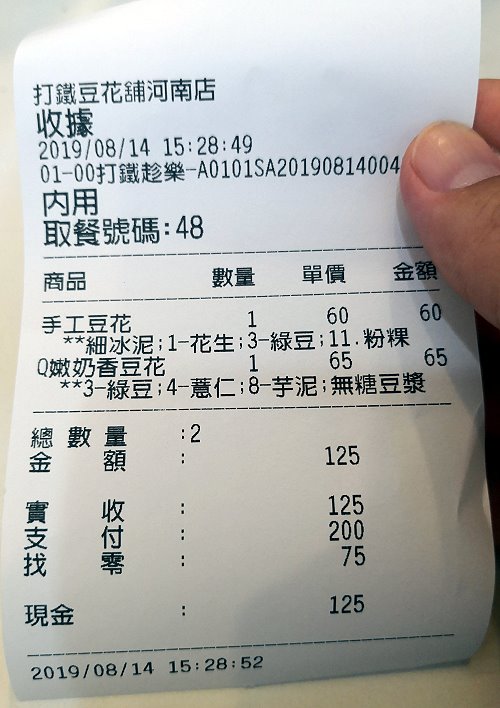 打鐵豆花舖河南店
收據
2019/08/14 15:28:49
01-00打鐵趁樂-A0101SA20190814004
內用
取餐號碼:48
商品 數量 單價 金額
手工豆花 1 60 60
**細冰泥;1-花生;3-綠豆;11.粉粿
Q嫩奶香豆花 1 65 65
**3-綠豆;4-薏仁;8-芋泥;無糖豆漿
總數量 :2
金額 : 125
實收 : 125
支付 : 200
找零 : 75
現金 : 125
2019/08/14 15:28:52